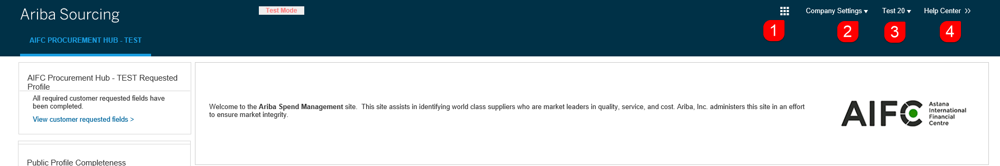 Ariba Sourcing
Test Mode
Company Settings
Test 20
Help Center »
1
2
3
4
AIFC PROCUREMENT HUB - TEST
AIFC Procurement Hub - TEST Requested
Profile
All required customer requested fields have
been completed.
View customer requested fields >
Public Profile Completeness
Welcome to the Ariba Spend Management site. This site assists in identifying world class suppliers who are market leaders in quality, service, and cost. Ariba, Inc. administers this site in an effort
to ensure market integrity.
AIFC
Astana
International
Financial
Centre